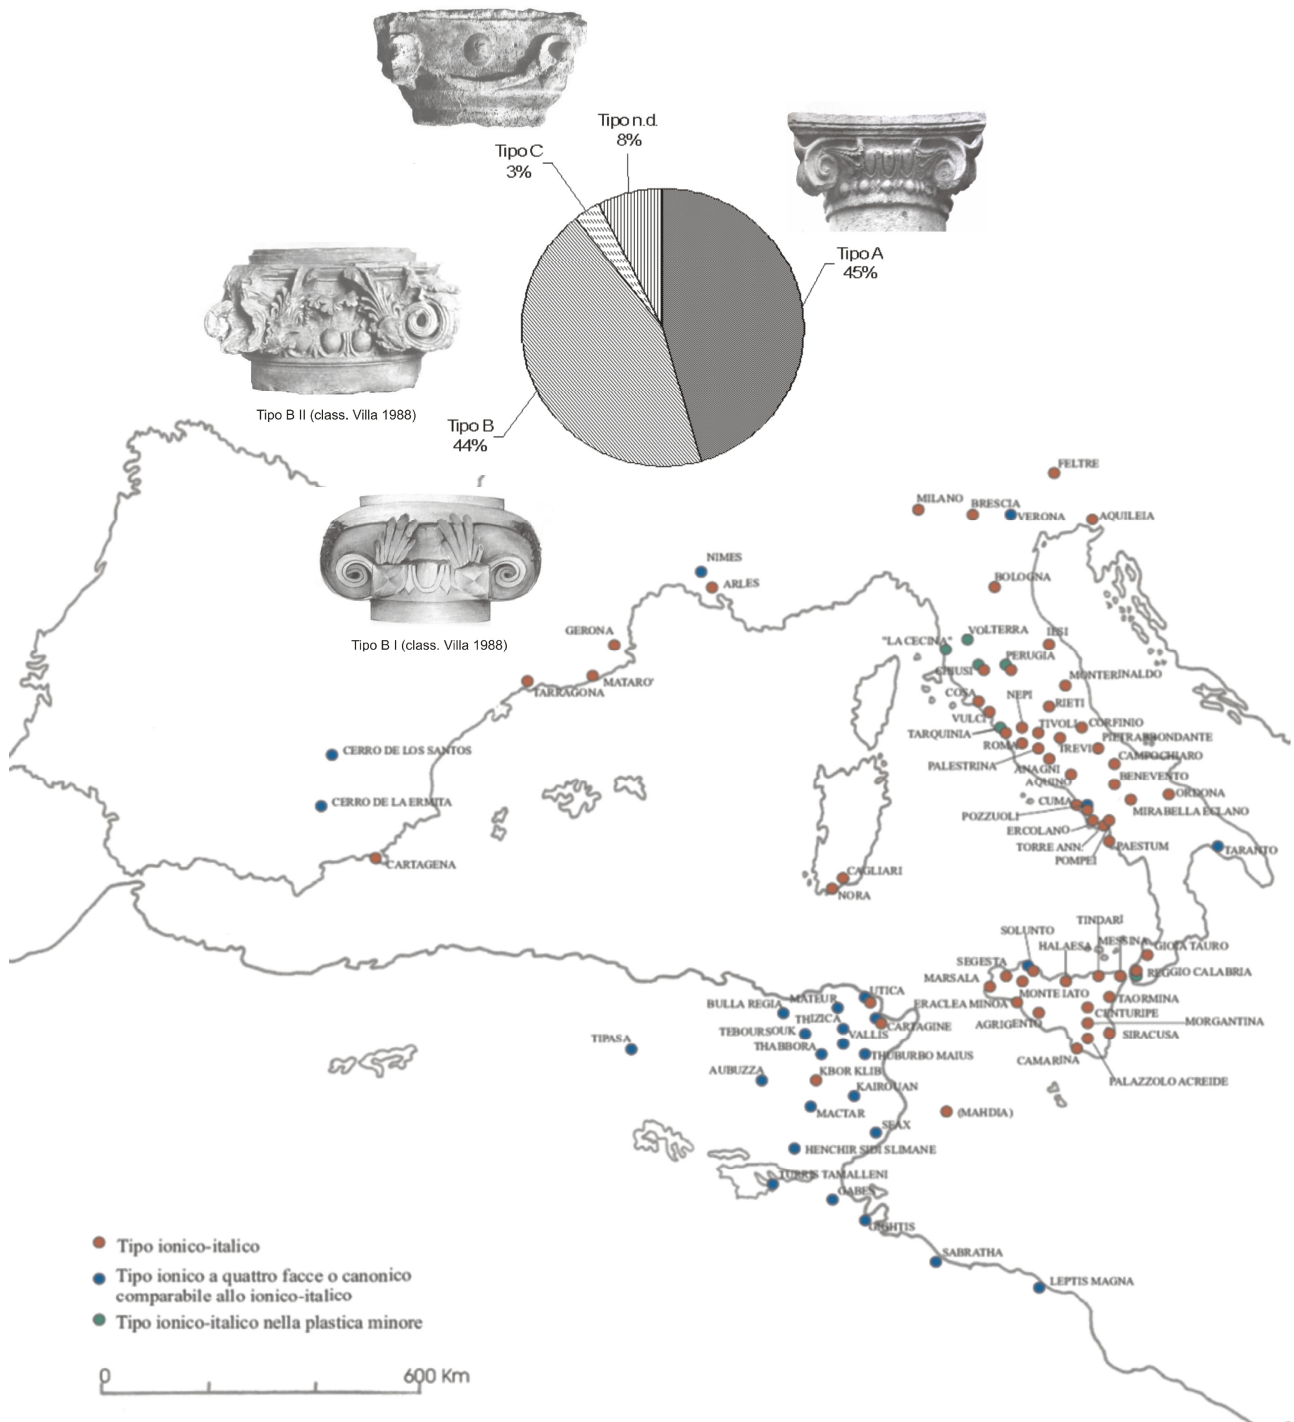 Tipo n.d.
8%
Tipo C
3%
Tipo A
45%
Tipo B II (class. Villa 1988)
Tipo B
44%
Tipo B I (class. Villa 1988)
FELTRE
MILANO
BRESCIA
VERONA
AQUILEIA
NIMES
ARLES
BOLOGNA
GERONA
VOLTERRA
IESI
"LA CECINA"
PERUGIA
CHIUSI
MONTERINALDO
MATARO'
TARRAGONA
COSA
NEPI
RIETI
VULCI
TIVOLI
CORFINIO
TARQUINIA
PIETRABBONDANTE
ROMA
TREVI
CERRO DE LOS SANTOS
PALESTRINA
ANAGNI
CAMPOCHIARO
AQUINO
BENEVENTO
ORDONA
CERRO DE LA ERMITA
CUMA
MIRABELLA ECLANO
POZZUOLI
ERCOLANO
TORRE ANN.
PAESTUM
TARANTO
POMPEI
CARTAGENA
CAGLIARI
NORA
TINDARI
SOLUNTO
HALAESA
MESSINA
GIOIA TAURO
SEGESTA
REGGIO CALABRIA
MARSALA
UTICA
MONTE IATO
TAORMINA
BULLA REGIA
MATEUR
ERACLEA MINOA
CENTURIPE
THIZICA
CARTAGINE
AGRIGENTO
MORGANTINA
TEBOURSOUK
VALLIS
SIRACUSA
TIPASA
THABBORA
THUBURBO MAIUS
CAMARINA
AUBUZZA
KBOR KLIB
PALAZZOLO ACREIDE
KAIROUAN
MACTAR
(MAHDIA)
SFAX
HENCHIR SIDI SLIMANE
TURRIS TAMALLENI
GABES
GIGHTIS
SABRATHA
LEPTIS MAGNA
Tipo ionico-italico
Tipo ionico a quattro facce o canonico
comparabile allo ionico-italico
Tipo ionico-italico nella plastica minore
0 600 Km